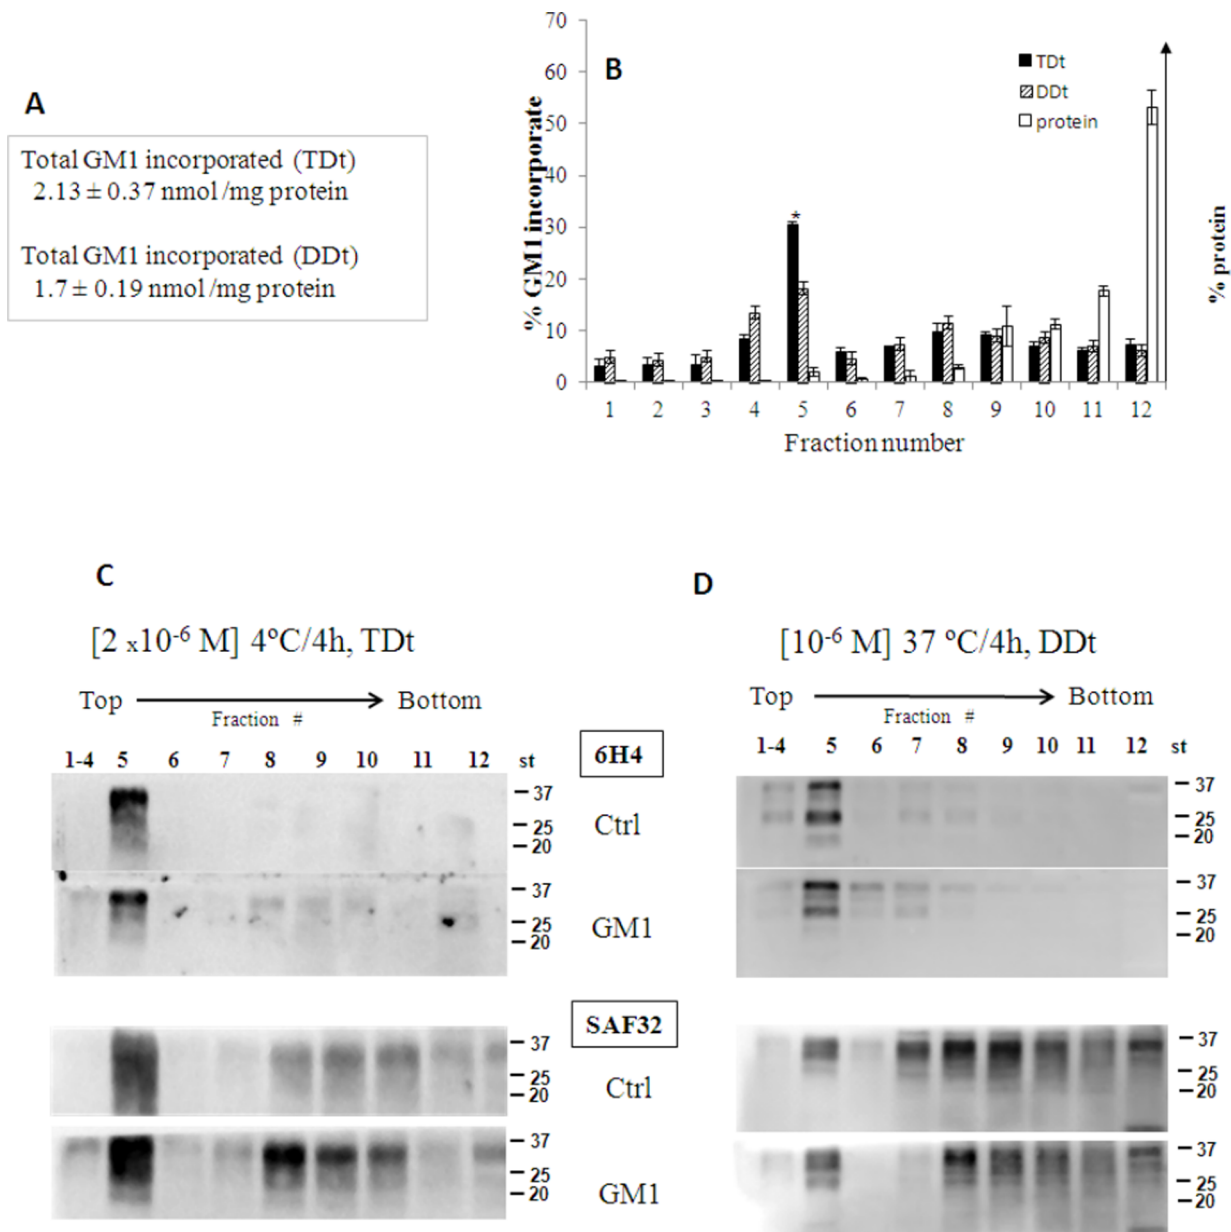 A
Total GM1 incorporated (TDt)
2.13 ± 0.37 nmol /mg protein
Total GM1 incorporated (DDt)
1.7 ± 0.19 nmol /mg protein
B
% GM1 incorporate
70
60
50
40
30
20
10
0
*
TDt
DDt
protein
% protein
1 2 3 4 5 6 7 8 9 10 11 12
Fraction number
C
[2 x10-6 M] 4ºC/4h, TDt
Top Bottom
Fraction #
1-4 5 6 7 8 9 10 11 12 st
37
25
20
37
25
20
37
25
20
37
25
20
6H4
Ctrl
GM1
SAF32
Ctrl
GM1
D
[10-6 M] 37 ºC/4h, DDt
Top Bottom
Fraction #
1-4 5 6 7 8 9 10 11 12 st
37
25
20
37
25
20
37
25
20
37
25
20